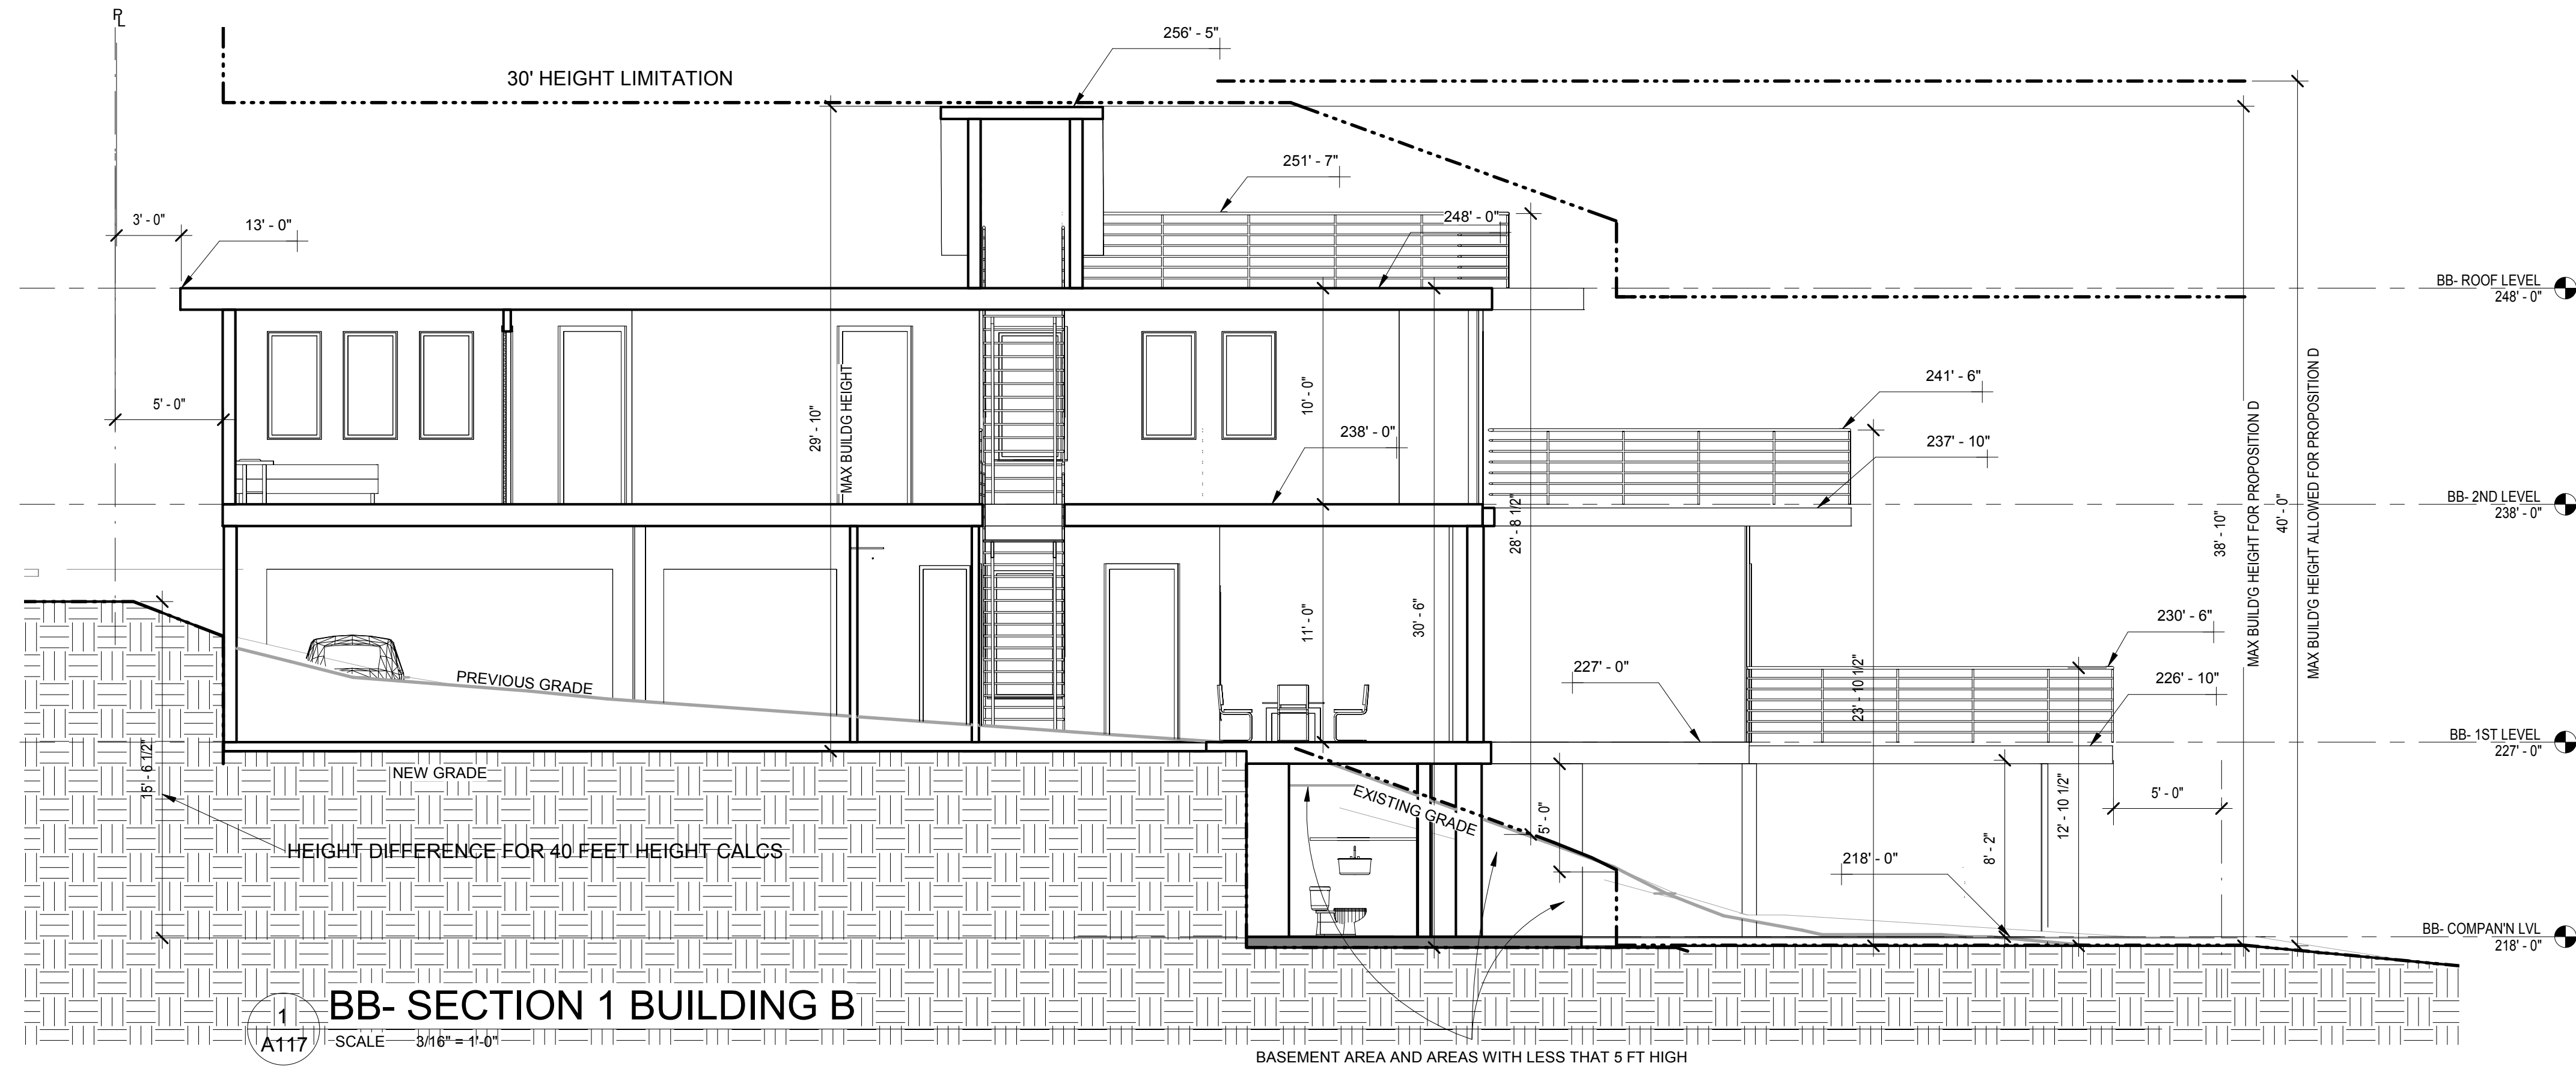 PL
256' - 5"
30' HEIGHT LIMITATION
251' - 7"
3' - 0"
13' - 0"
248' - 0"
BB- ROOF LEVEL
248' - 0"
5' - 0"
29' - 10"
MAX BUILDG HEIGHT
10' - 0"
238' - 0"
241' - 6"
237' - 10"
28' - 8 1/2"
BB- 2ND LEVEL
238' - 0"
38' - 10"
MAX BUILD'G HEIGHT FOR PROPOSITION D
40' - 0"
MAX BUILD'G HEIGHT ALLOWED FOR PROPOSITION D
11' - 0"
30' - 6"
230' - 6"
227' - 0"
226' - 10"
23' - 10 1/2"
PREVIOUS GRADE
BB- 1ST LEVEL
227' - 0"
15' - 6 1/2"
NEW GRADE
EXISTING GRADE
5' - 0"
5' - 0"
12' - 10 1/2"
8' - 2"
HEIGHT DIFFERENCE FOR 40 FEET HEIGHT CALCS
218' - 0"
BB- COMPAN'N LVL
218' - 0"
1
A117
BB- SECTION 1 BUILDING B
SCALE 3/16" = 1'-0"
BASEMENT AREA AND AREAS WITH LESS THAT 5 FT HIGH